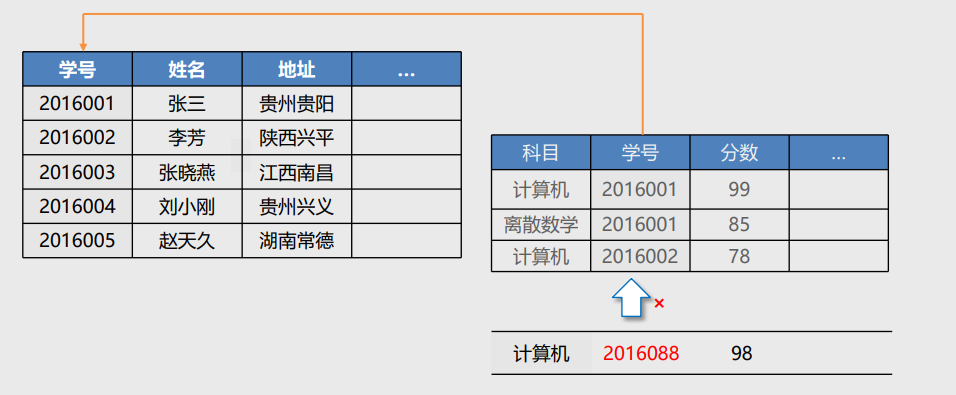 学号 姓名 地址 ...
2016001 张三 贵州贵阳
2016002 李芳 陕西兴平
2016003 张晓燕 江西南昌
2016004 刘小刚 贵州兴义
2016005 赵天久 湖南常德
科目 学号 分数 ...
计算机 2016001 99
离散数学 2016001 85
计算机 2016002 78
×
计算机 2016088 98